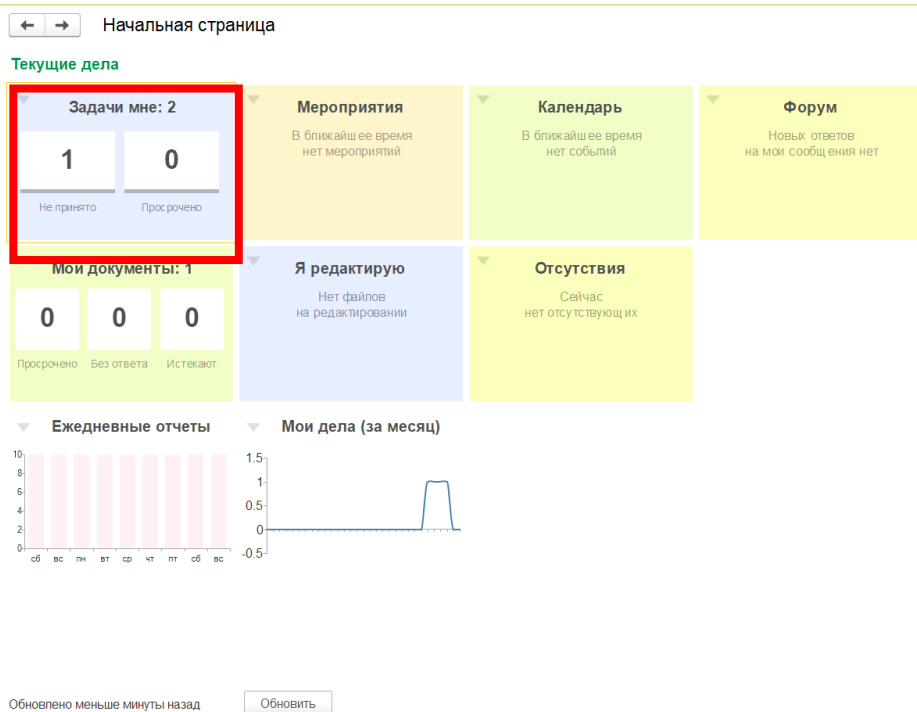 Начальная страница
Текущие дела
Задачи мне: 2
1 0
Не принято Просрочено
Мероприятия
В ближайшее время
нет мероприятий
Календарь
В ближайшее время
нет событий
Форум
Новых ответов
на мои сообщения нет
Мои документы: 1
0 0 0
Просрочено Без ответа Истекают
Я редактирую
Нет файлов
на редактировании
Отсутствия
Сейчас
нет отсутствующих
Ежедневные отчеты
10
8
6
4
2
0
сб вс пн вт ср чт пт сб вс
Мои дела (за месяц)
1.5
1
0.5
0
-0.5
Обновлено меньше минуты назад
Обновить